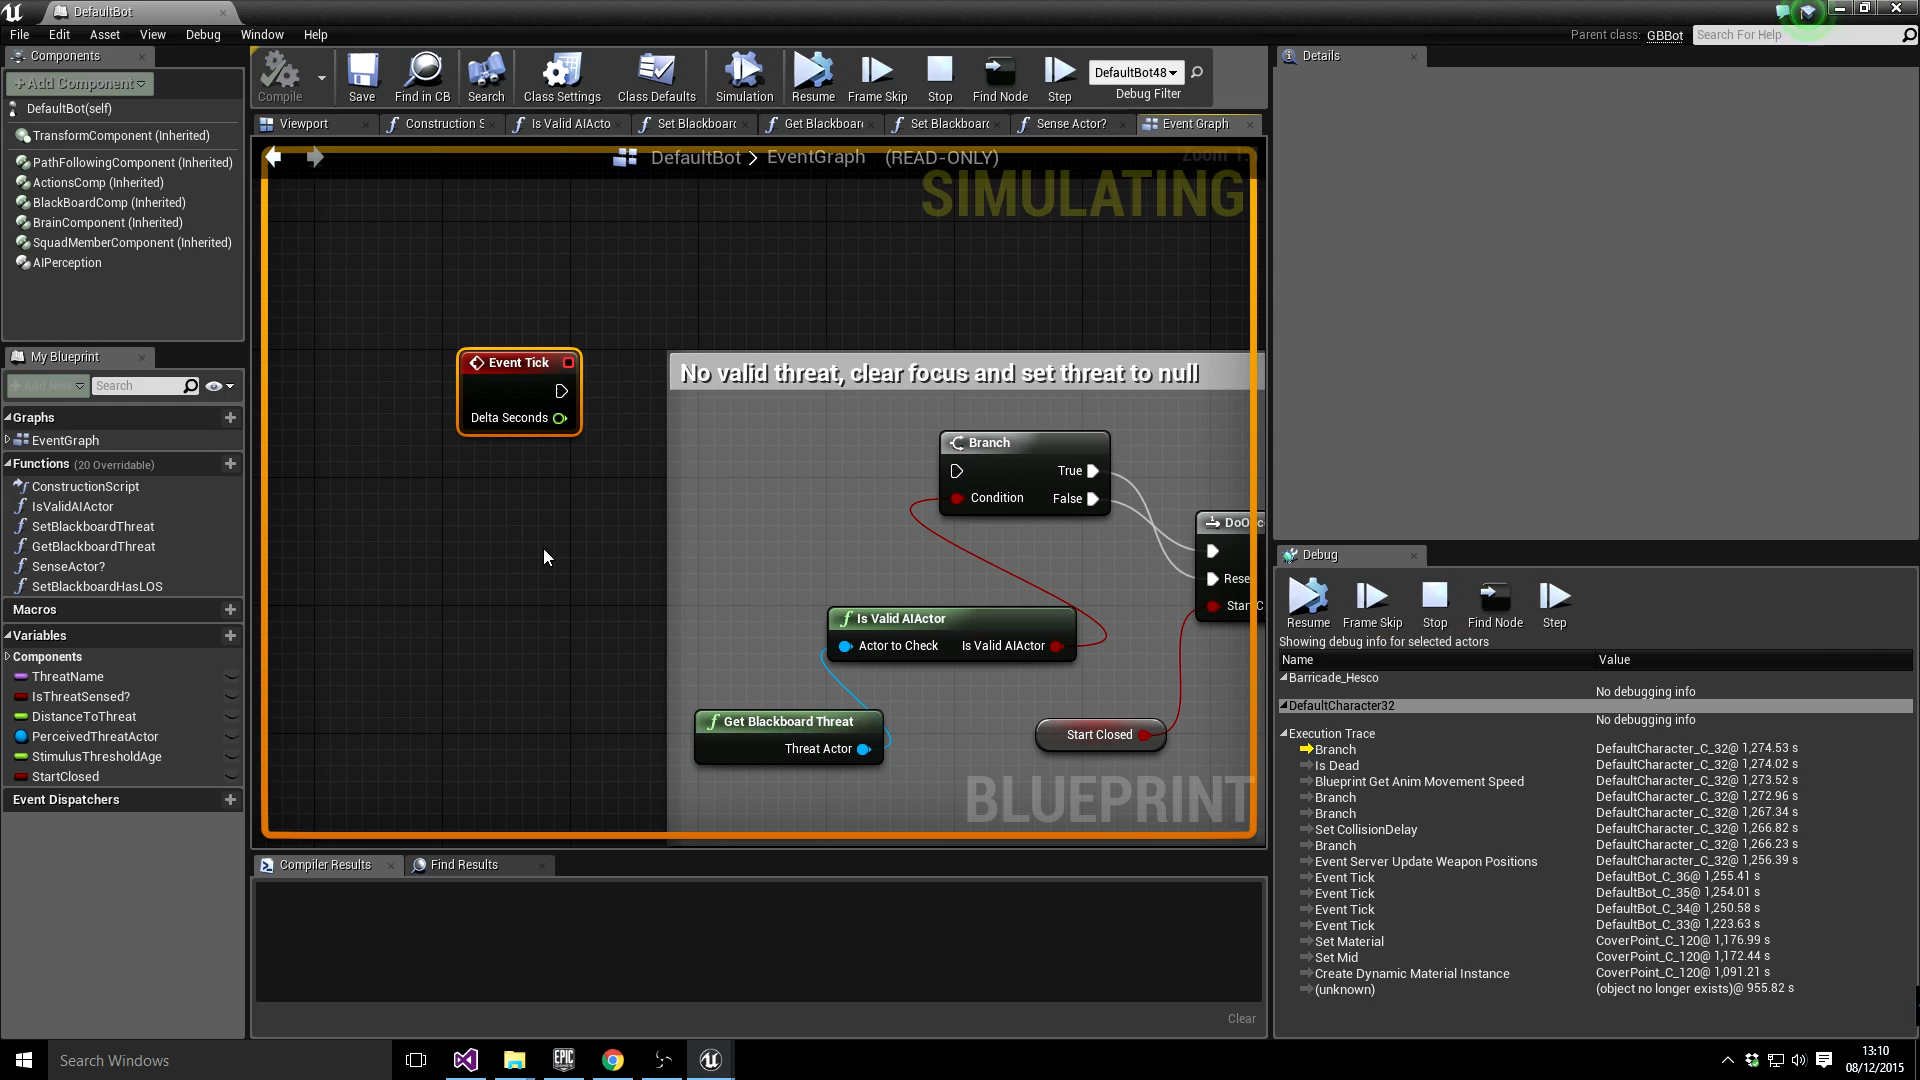 DefaultBot
File Edit Asset View Debug Window Help
Parent class: GBBot
Search For Help
Components
+Add Component
DefaultBot(self)
TransformComponent (Inherited)
PathFollowingComponent (Inherited)
ActionsComp (Inherited)
BlackBoardComp (Inherited)
BrainComponent (Inherited)
SquadMemberComponent (Inherited)
AIPerception
My Blueprint
+Add New
Search
Graphs
EventGraph
Functions (20 Overridable)
ConstructionScript
IsValidAIActor
SetBlackboardThreat
GetBlackboardThreat
SenseActor?
SetBlackboardHasLOS
Macros
Variables
Components
ThreatName
IsThreatSensed?
DistanceToThreat
PerceivedThreatActor
StimulusThresholdAge
StartClosed
Event Dispatchers
Compile
Save
Find in CB
Search
Class Settings
Class Defaults
Simulation
Resume
Frame Skip
Stop
Find Node
Step
DefaultBot48
Debug Filter
Viewport
Construction S
Is Valid AIActo
Set Blackboard
Get Blackboard
Set Blackboard
Sense Actor?
Event Graph
DefaultBot > EventGraph (READ-ONLY)
SIMULATING
Event Tick
Delta Seconds
No valid threat, clear focus and set threat to null
Branch
True
Condition
False
Is Valid AIActor
Actor to Check
Is Valid AIActor
Get Blackboard Threat
Threat Actor
Start Closed
BLUEPRINT
Compiler Results
Find Results
Clear
Details
Debug
Resume
Frame Skip
Stop
Find Node
Step
Showing debug info for selected actors
Name Value
Barricade_Hesco
No debugging info
DefaultCharacter32
No debugging info
Execution Trace
Branch DefaultCharacter_C_32@ 1,274.53 s
Is Dead DefaultCharacter_C_32@ 1,274.02 s
Blueprint Get Anim Movement Speed DefaultCharacter_C_32@ 1,273.52 s
Branch DefaultCharacter_C_32@ 1,272.96 s
Branch DefaultCharacter_C_32@ 1,267.34 s
Set CollisionDelay DefaultCharacter_C_32@ 1,266.82 s
Branch DefaultCharacter_C_32@ 1,266.23 s
Event Server Update Weapon Positions DefaultCharacter_C_32@ 1,256.39 s
Event Tick DefaultBot_C_36@ 1,255.41 s
Event Tick DefaultBot_C_35@ 1,254.01 s
Event Tick DefaultBot_C_34@ 1,250.58 s
Event Tick DefaultBot_C_33@ 1,223.63 s
Set Material CoverPoint_C_120@ 1,176.99 s
Set Mid CoverPoint_C_120@ 1,172.44 s
Create Dynamic Material Instance CoverPoint_C_120@ 1,091.21 s
(unknown) (object no longer exists)@ 955.82 s
Search Windows
EPIC GAMES
13:10
08/12/2015